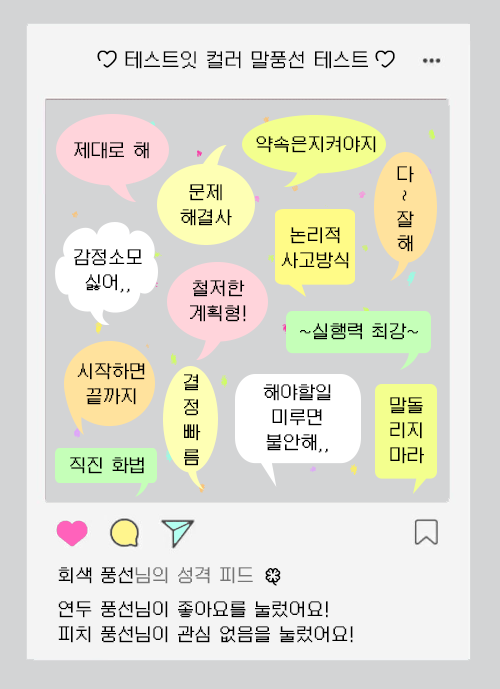 ♡ 테스트잇 컬러 말풍선 테스트 ♡
제대로 해
약속은지켜야지
문제
해결사
다
~
잘
해
논리적
사고방식
감정소모
싫어,,
철저한
계획형!
~실행력 최강~
시작하면
끝까지
결
정
빠
름
해야할일
미루면
불안해,,
말돌
리지
마라
직진 화법
회색 풍선님의 성격 피드
연두 풍선님이 좋아요를 눌렀어요!
피치 풍선님이 관심 없음을 눌렀어요!